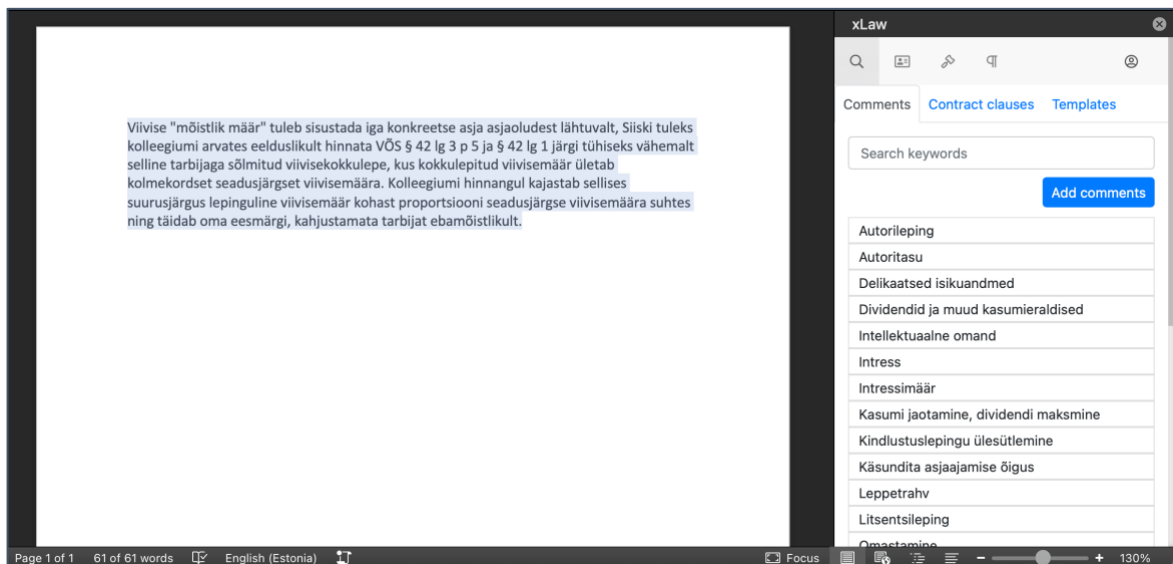 xLaw
Comments Contract clauses Templates
Search keywords
Add comments
Viivise "mõistlik määr" tuleb sisustada iga konkreetse asja asjaoludest lähtuvalt, Siiski tuleks
kolleegiumi arvates eelduslikult hinnata VÕS § 42 lg 3 p 5 ja § 42 lg 1 järgi tühiseks vähemalt
selline tarbijaga sõlmitud viivisekokkulepe, kus kokkulepitud viivisemäär ületab
kolmekordset seadusjärgset viivisemäära. Kolleegiumi hinnangul kajastab sellises
suurusjärgus lepinguline viivisemäär kohast proportsiooni seadusjärgse viivisemäära suhtes
ning täidab oma eesmärgi, kahjustamata tarbijat ebamõistlikult.
Autorileping
Autoritasu
Delikaatsed isikuandmed
Dividendid ja muud kasumieraldised
Intellektuaalne omand
Intress
Intressimäär
Kasumi jaotamine, dividendi maksmine
Kindlustuslepingu ülesütlemine
Käsundita asjaajamise õigus
Leppetrahv
Litsentsileping
Omastamine
Page 1 of 1 61 of 61 words English (Estonia) Focus 130%